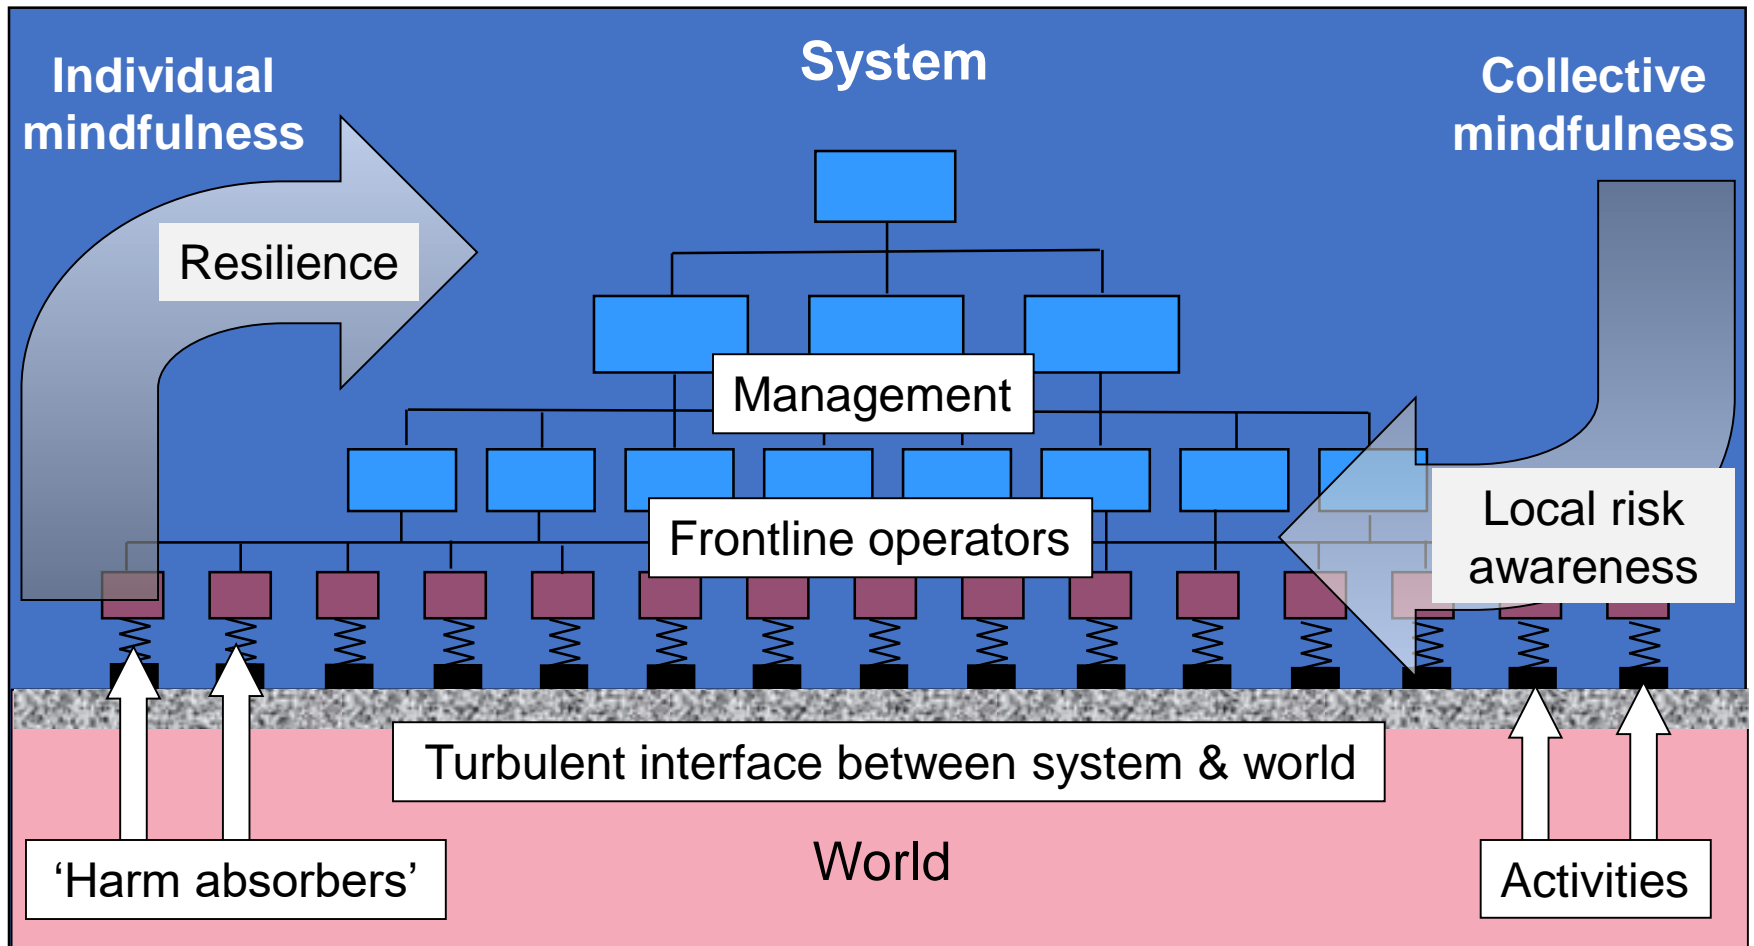 System
Individual
mindfulness
Collective
mindfulness
Resilience
Management
Frontline operators
Local risk
awareness
Turbulent interface between system & world
World
‘Harm absorbers’
Activities